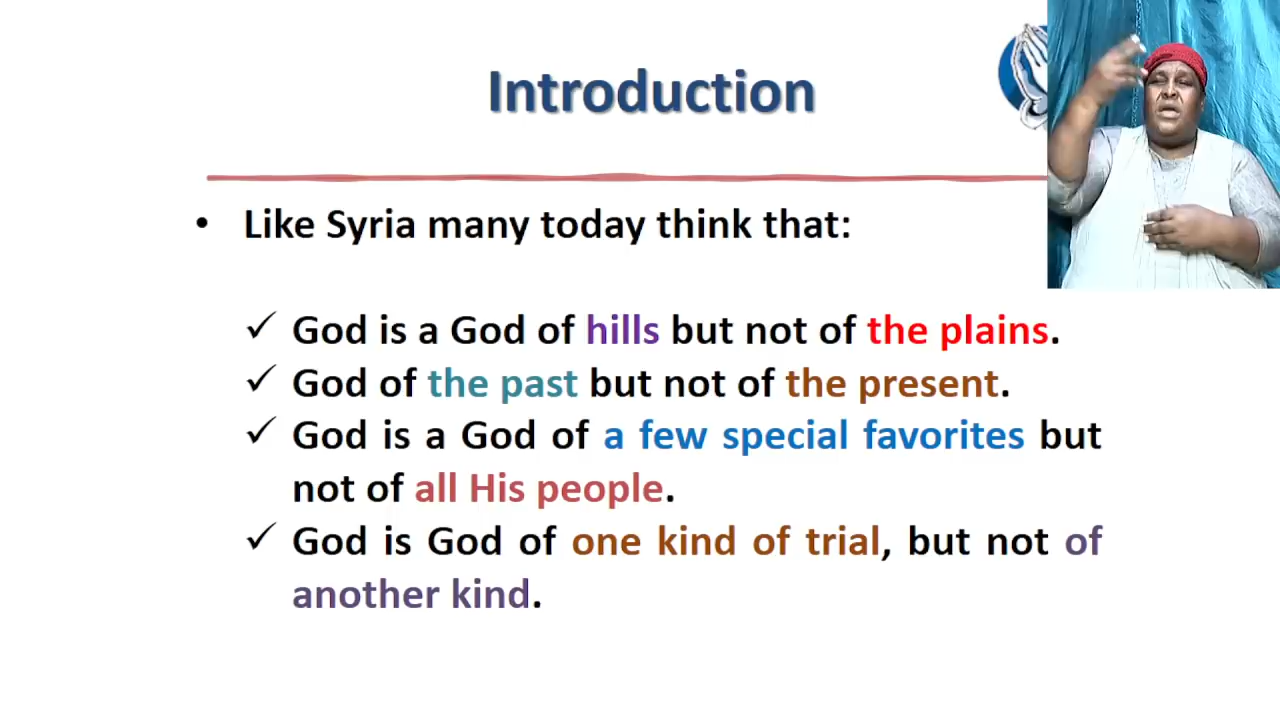 Introduction
• Like Syria many today think that:
✓ God is a God of hills but not of the plains.
✓ God of the past but not of the present.
✓ God is a God of a few special favorites but
not of all His people.
✓ God is God of one kind of trial, but not of
another kind.